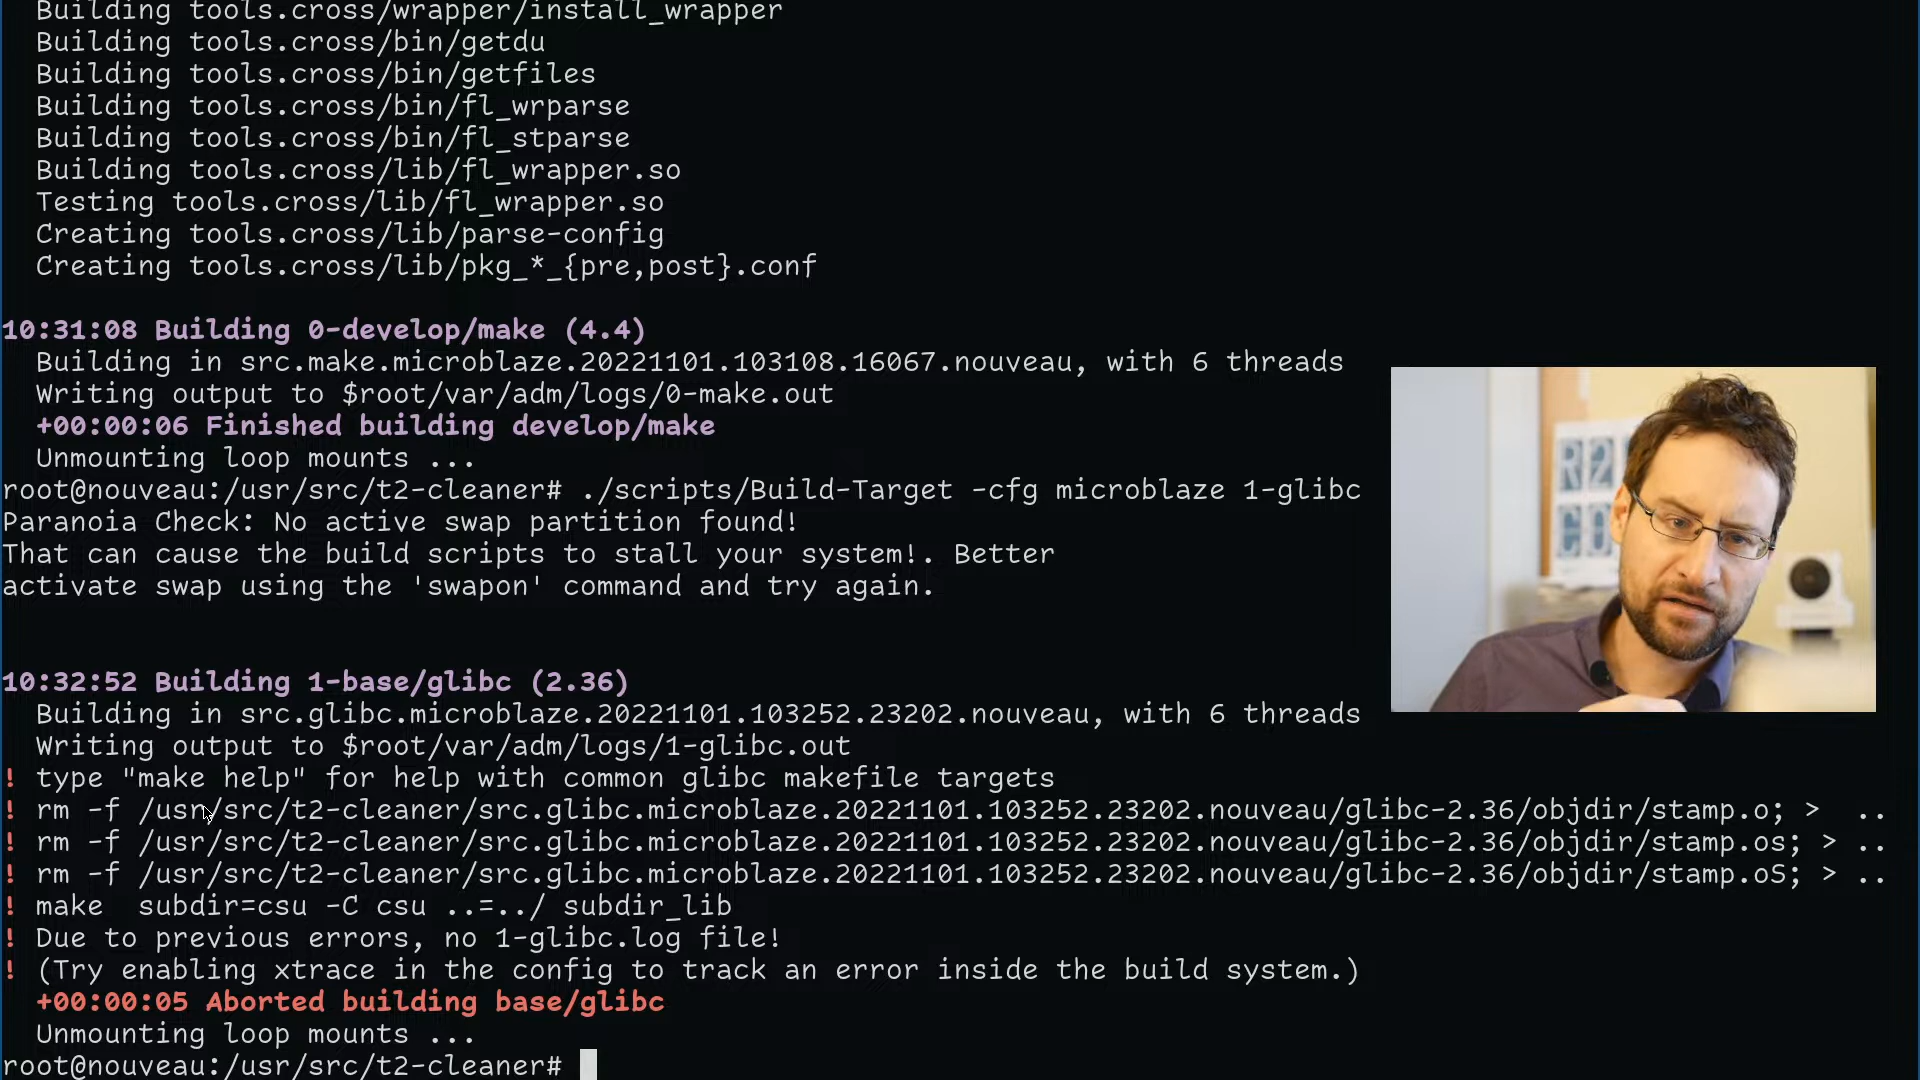 Building tools.cross/wrapper/install_wrapper
Building tools.cross/bin/getdu
Building tools.cross/bin/getfiles
Building tools.cross/bin/fl_wrparse
Building tools.cross/bin/fl_stparse
Building tools.cross/lib/fl_wrapper.so
Testing tools.cross/lib/fl_wrapper.so
Creating tools.cross/lib/parse-config
Creating tools.cross/lib/pkg_*_{pre,post}.conf
10:31:08 Building 0-develop/make (4.4)
Building in src.make.microblaze.20221101.103108.16067.nouveau, with 6 threads
Writing output to $root/var/adm/logs/0-make.out
+00:00:06 Finished building develop/make
Unmounting loop mounts ...
root@nouveau:/usr/src/t2-cleaner# ./scripts/Build-Target -cfg microblaze 1-glibc
Paranoia Check: No active swap partition found!
That can cause the build scripts to stall your system!. Better
activate swap using the 'swapon' command and try again.
10:32:52 Building 1-base/glibc (2.36)
Building in src.glibc.microblaze.20221101.103252.23202.nouveau, with 6 threads
Writing output to $root/var/adm/logs/1-glibc.out
! type "make help" for help with common glibc makefile targets
! rm -f /usr/src/t2-cleaner/src.glibc.microblaze.20221101.103252.23202.nouveau/glibc-2.36/objdir/stamp.o; > ..
! rm -f /usr/src/t2-cleaner/src.glibc.microblaze.20221101.103252.23202.nouveau/glibc-2.36/objdir/stamp.os; > ..
! rm -f /usr/src/t2-cleaner/src.glibc.microblaze.20221101.103252.23202.nouveau/glibc-2.36/objdir/stamp.oS; > ..
! make subdir=csu -C csu ..=../ subdir_lib
! Due to previous errors, no 1-glibc.log file!
! (Try enabling xtrace in the config to track an error inside the build system.)
+00:00:05 Aborted building base/glibc
Unmounting loop mounts ...
root@nouveau:/usr/src/t2-cleaner#